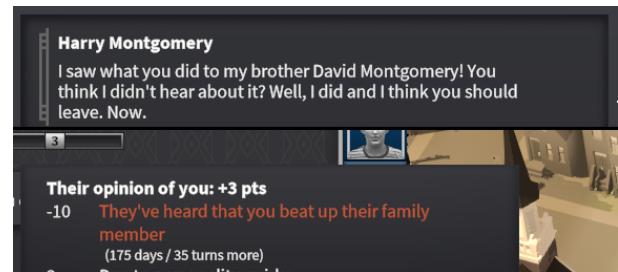 Harry Montgomery
I saw what you did to my brother David Montgomery! You
think I didn't hear about it? Well, I did and I think you should
leave. Now.
3
Their opinion of you: +3 pts
-10 They've heard that you beat up their family
member
(175 days / 35 turns more)